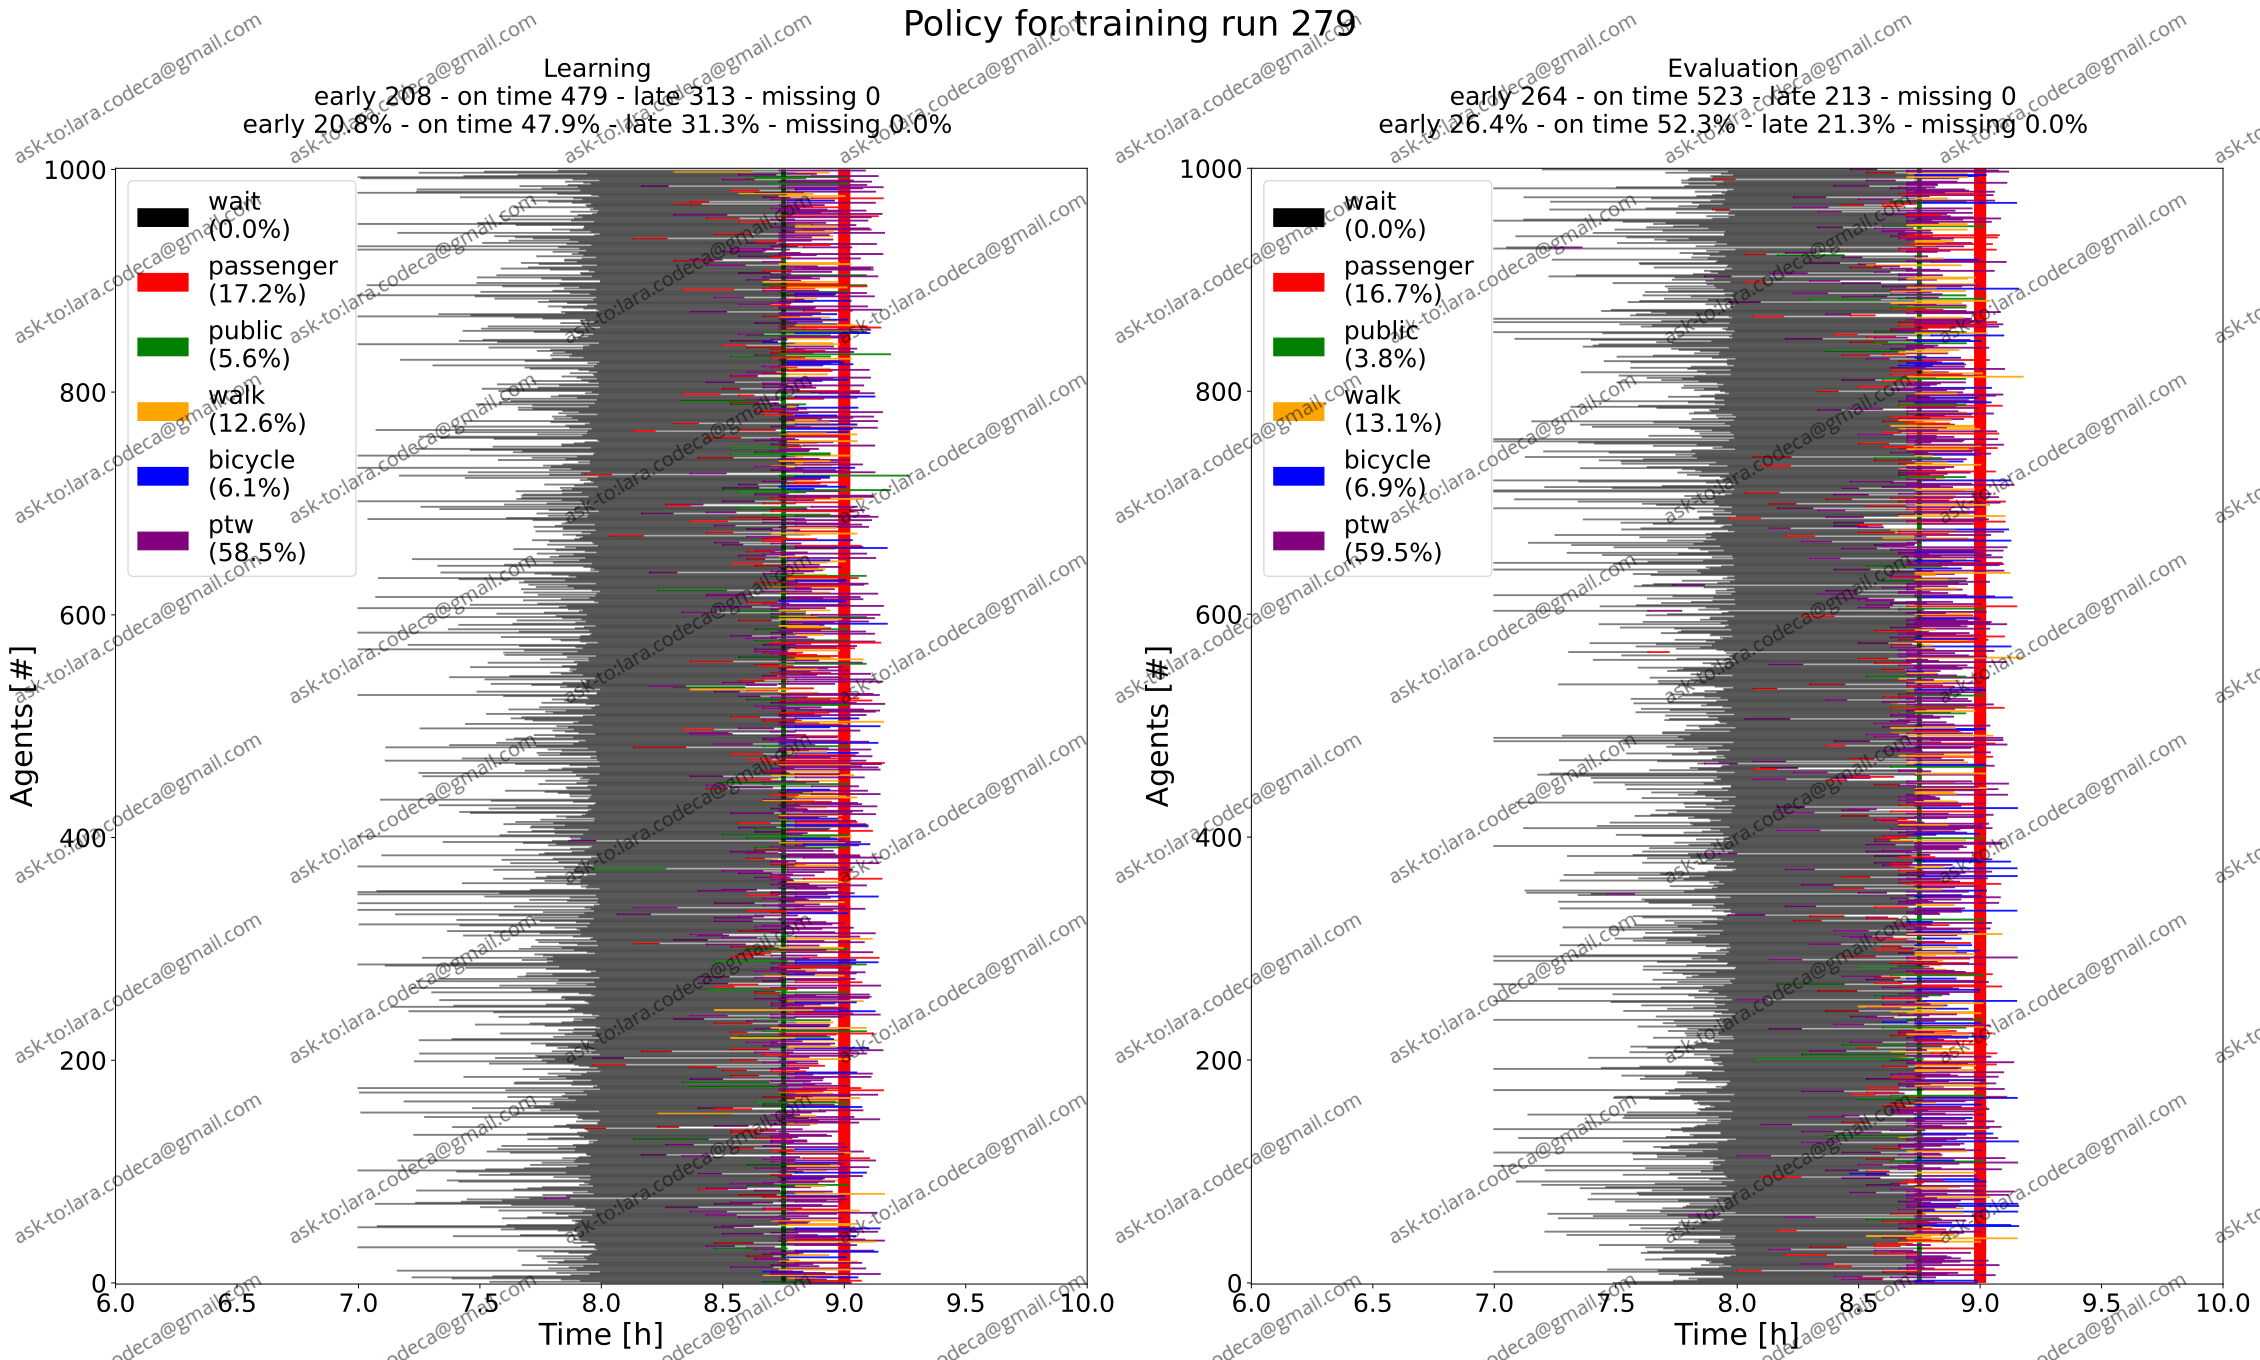 Policy for training run 279
Learning
early 208 - on time 479 - late 313 - missing 0
early 20.8% - on time 47.9% - late 31.3% - missing 0.0%
1000
800
600
400
200
0
Agents [#]
wait
(0.0%)
passenger
(17.2%)
public
(5.6%)
walk
(12.6%)
bicycle
(6.1%)
ptw
(58.5%)
6.0 6.5 7.0 7.5 8.0 8.5 9.0 9.5 10.0
Time [h]
Evaluation
early 264 - on time 523 - late 213 - missing 0
early 26.4% - on time 52.3% - late 21.3% - missing 0.0%
1000
800
600
400
200
0
Agents [#]
wait
(0.0%)
passenger
(16.7%)
public
(3.8%)
walk
(13.1%)
bicycle
(6.9%)
ptw
(59.5%)
6.0 6.5 7.0 7.5 8.0 8.5 9.0 9.5 10.0
Time [h]
ask-to:lara.codeca@gmail.com